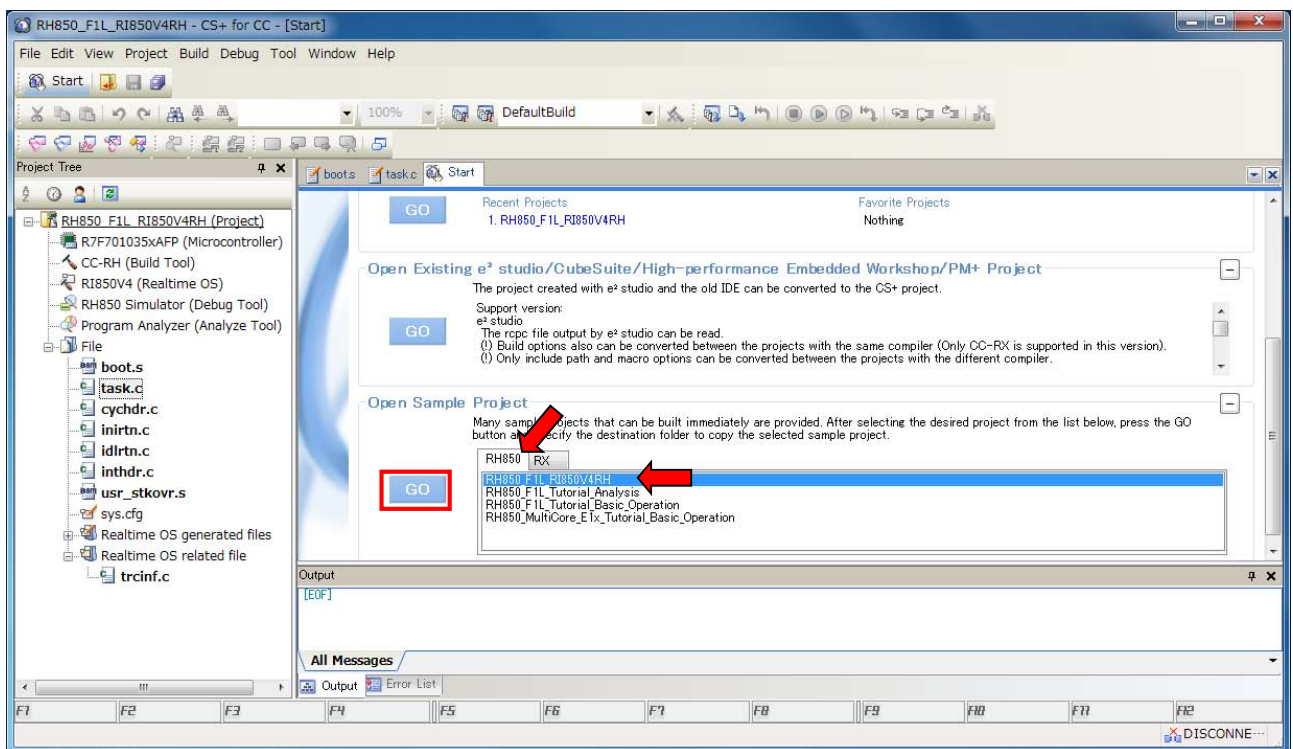 RH850_F1L_RI850V4RH - CS+ for CC - [Start]
File Edit View Project Build Debug Tool Window Help
Start
100% DefaultBuild
Project Tree
boot.s task.c Start
RH850_F1L_RI850V4RH (Project)
R7F701035xAFP (Microcontroller)
CC-RH (Build Tool)
RI850V4 (Realtime OS)
RH850 Simulator (Debug Tool)
Program Analyzer (Analyze Tool)
File
boot.s
task.c
cychdr.c
inirtn.c
idlrtn.c
inthdr.c
usr_stkovr.s
sys.cfg
Realtime OS generated files
Realtime OS related file
trcinf.c
GO
Recent Projects
1. RH850_F1L_RI850V4RH
Favorite Projects
Nothing
Open Existing e² studio/CubeSuite/High-performance Embedded Workshop/PM+ Project
The project created with e² studio and the old IDE can be converted to the CS+ project.
GO
Support version:
e² studio
The rcpc file output by e² studio can be read.
(!) Build options also can be converted between the projects with the same compiler (Only CC-RX is supported in this version).
(!) Only include path and macro options can be converted between the projects with the different compiler.
Open Sample Project
Many sample projects that can be built immediately are provided. After selecting the desired project from the list below, press the GO
button and specify the destination folder to copy the selected sample project.
RH850 RX
GO
RH850_F1L_RI850V4RH
RH850_F1L_Tutorial_Analysis
RH850_F1L_Tutorial_Basic_Operation
RH850_MultiCore_E1x_Tutorial_Basic_Operation
Output
[EOF]
All Messages
Output Error List
F1 F2 F3 F4 F5 F6 F7 F8 F9 F10 F11 F12
DISCONNE...